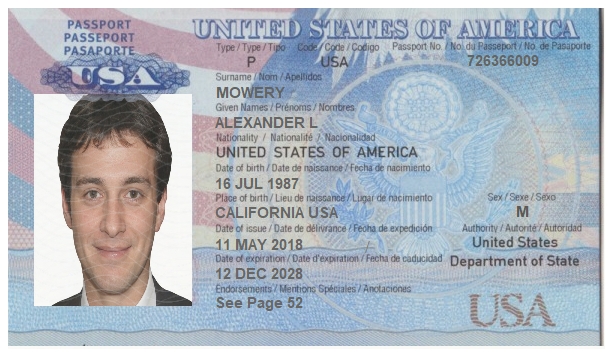 PASSPORT
PASSEPORT
PASAPORTE
USA
UNITED STATES OF AMERICA
Type / Type / Tipo Code / Code / Codigo Passport No. / No. du Passeport / No. de Pasaporte
P USA 726366009
Surname / Nom / Apellidos
MOWERY
Given Names / Prénoms / Nombres
ALEXANDER L
Nationality / Nationalité / Nacionalidad
UNITED STATES OF AMERICA
Date of birth / Date de naissance / Fecha de nacimiento
16 JUL 1987
Place of birth / Lieu de naissance / Lugar de nacimiento Sex / Sexe / Sexo
CALIFORNIA USA M
Date of issue / Date de délivrance / Fecha de expedición Authority / Autorité / Autoridad
11 MAY 2018 United States
Date of expiration / Date d'expiration / Fecha de caducidad Department of State
12 DEC 2028
Endorsements / Mentions Spéciales / Anotaciones
See Page 52
USA